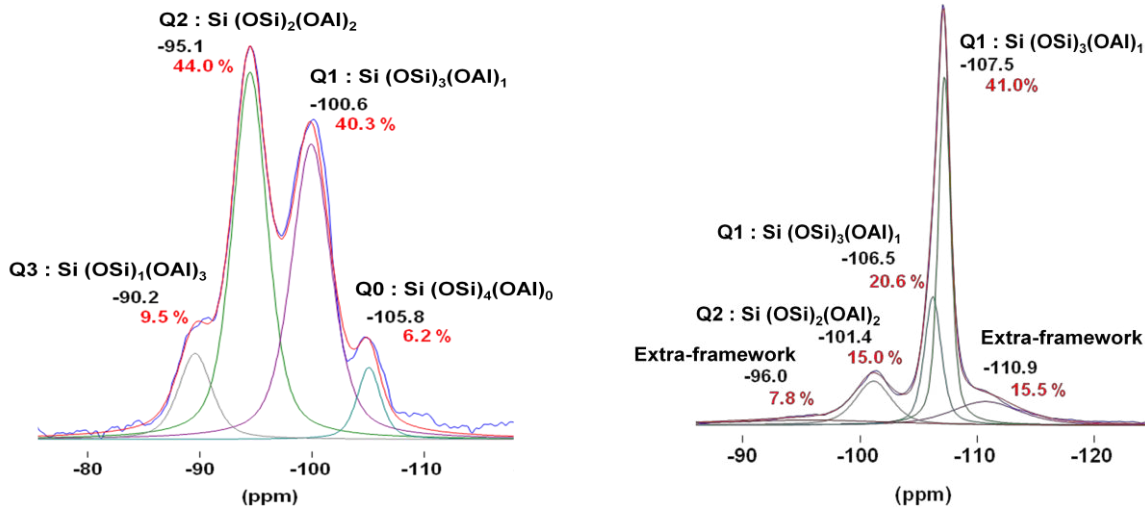 Q2 : Si (OSi)₂(OAl)₂
-95.1
44.0 %
Q1 : Si (OSi)₃(OAl)₁
-100.6
40.3 %
Q3 : Si (OSi)₁(OAl)₃
-90.2
9.5 %
Q0 : Si (OSi)₄(OAl)₀
-105.8
6.2 %
-80 -90 -100 -110
(ppm)
Q1 : Si (OSi)₃(OAl)₁
-107.5
41.0%
Q1 : Si (OSi)₃(OAl)₁
-106.5
20.6 %
Q2 : Si (OSi)₂(OAl)₂
-101.4
15.0 %
Extra-framework
-96.0
7.8 %
Extra-framework
-110.9
15.5 %
-90 -100 -110 -120
(ppm)